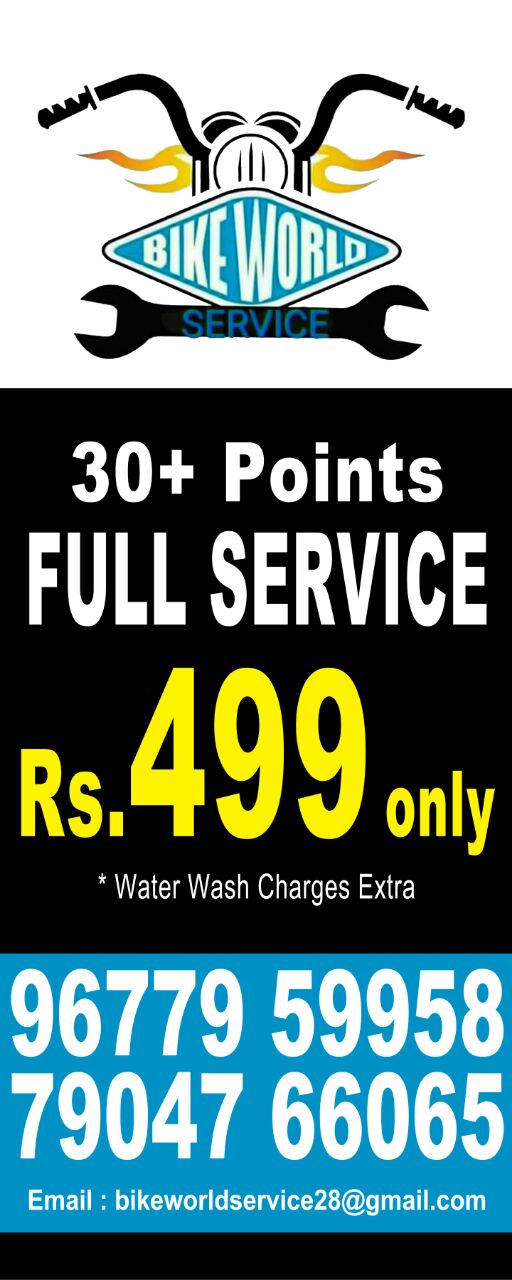 BIKE WORLD
SERVICE
30+ Points
FULL SERVICE
Rs.499 only
* Water Wash Charges Extra
96779 59958
79047 66065
Email : bikeworldservice28@gmail.com